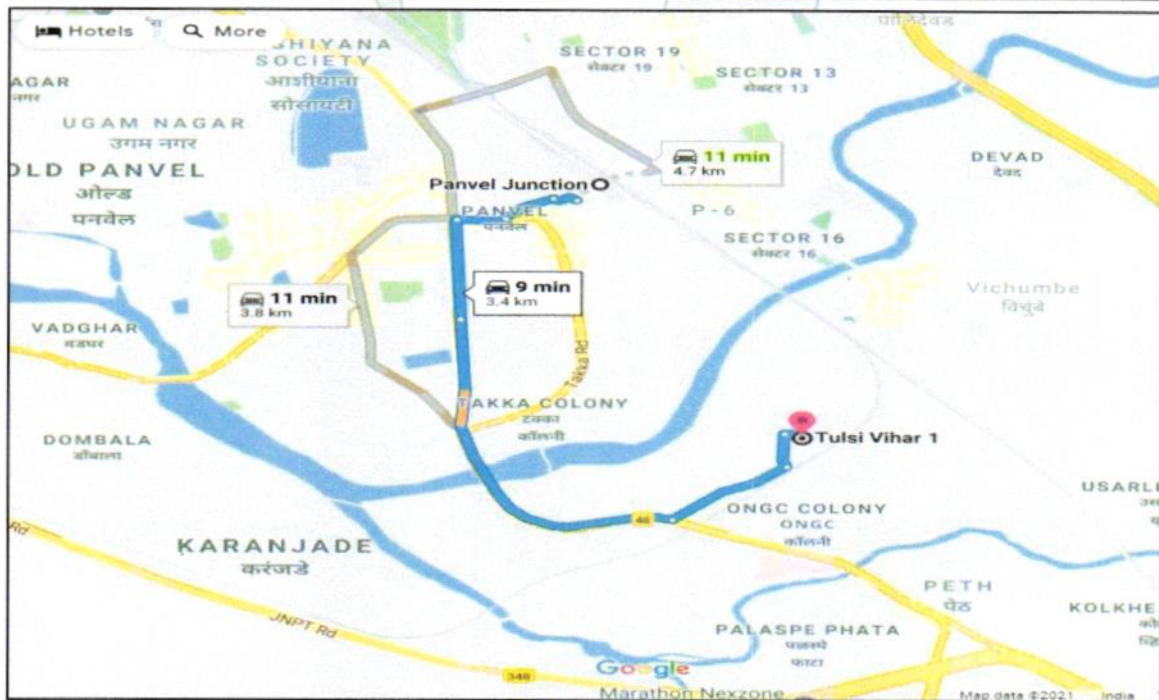 Hotels
More
SHIYANA
SOCIETY
आशीयाना
सोसायटी
SECTOR 19
सेक्टर 19
SECTOR 13
सेक्टर 13
AGAR
नगर
UGAM NAGAR
उगम नगर
OLD PANVEL
ओल्ड
पनवेल
DEVAD
देवद
11 min
4.7 km
Panvel Junction
PANVEL
पनवेल
P-6
SECTOR 16
सेक्टर 16
9 min
3.4 km
11 min
3.8 km
Vichumbe
विचुंबे
VADGHAR
वडघर
Takka Rd
TAKKA COLONY
टक्का
कॉलनी
DOMBALA
डोंबाला
Tulsi Vihar 1
USARLI
48
ONGC COLONY
ONGC
कॉलनी
KARANJADE
करंजडे
Rd
PETH
पेठ
KOLKHE
JNPT Rd
PALASPE PHATA
पळस्पे
फाटा
348
Google
Marathon Nexzone
Map data ©2021
India